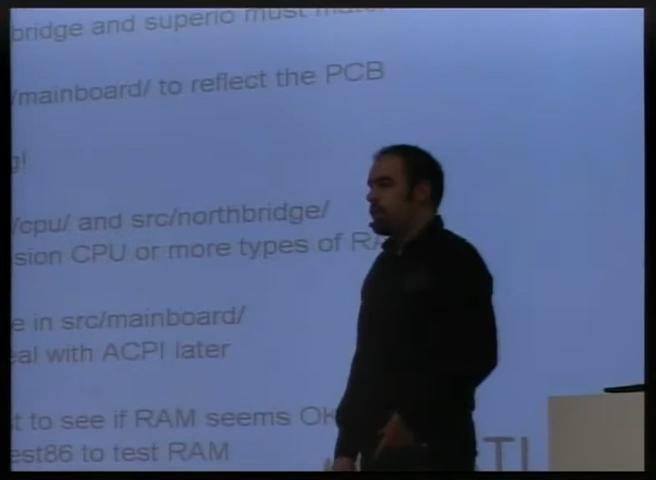 bridge and superio must
/mainboard/ to reflect the PCB
g!
/cpu/ and src/northbridge/
sion CPU or more types of RA
e in src/mainboard/
eal with ACPI later
t to see if RAM seems OK
est86 to test RAM